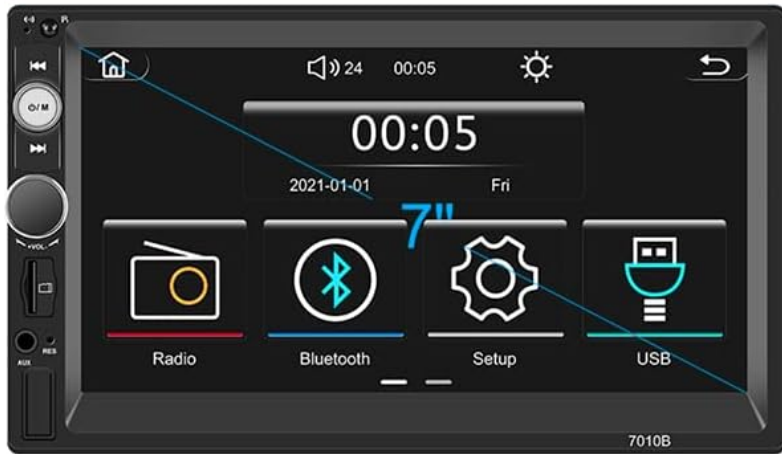 24 00:05
⏻/ M
00:05
2021-01-01 Fri
7"
+VOL-
Radio Bluetooth Setup USB
AUX RES
7010B